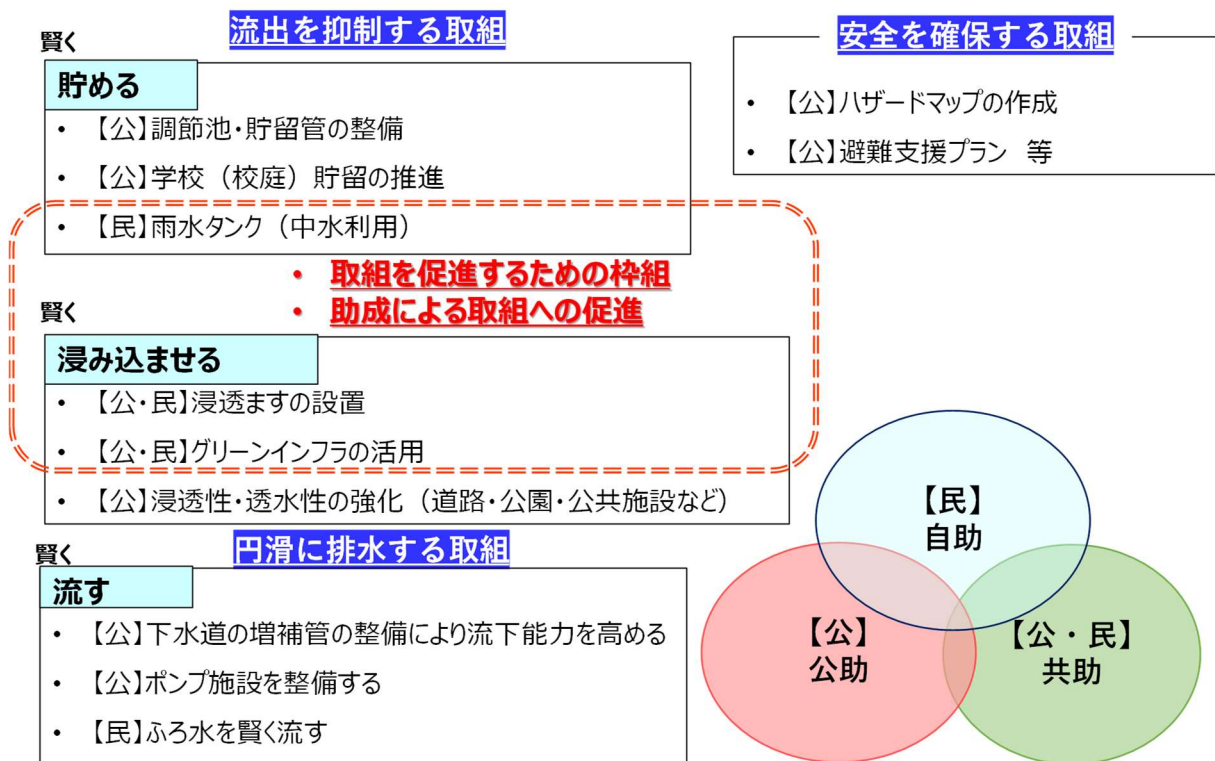 流出を抑制する取組
賢く
貯める
• 【公】調節池・貯留管の整備
• 【公】学校（校庭）貯留の推進
• 【民】雨水タンク（中水利用）
• 取組を促進するための枠組
• 助成による取組への促進
賢く
浸み込ませる
• 【公・民】浸透ますの設置
• 【公・民】グリーンインフラの活用
• 【公】浸透性・透水性の強化（道路・公園・公共施設など）
円滑に排水する取組
賢く
流す
• 【公】下水道の増補管の整備により流下能力を高める
• 【公】ポンプ施設を整備する
• 【民】ふろ水を賢く流す
安全を確保する取組
• 【公】ハザードマップの作成
• 【公】避難支援プラン 等
【民】
自助
【公】
公助
【公・民】
共助